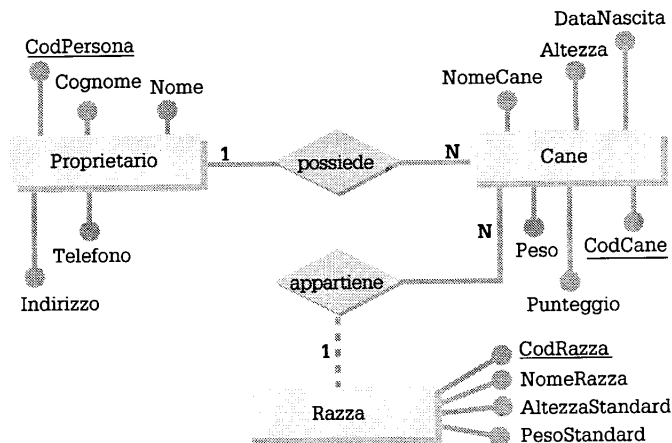 DataNascita
CodPersona
Altezza
Cognome
Nome
NomeCane
Proprietario
1
possiede
N
Cane
Telefono
N
Peso
CodCane
Indirizzo
appartiene
Punteggio
1
CodRazza
NomeRazza
Razza
AltezzaStandard
PesoStandard